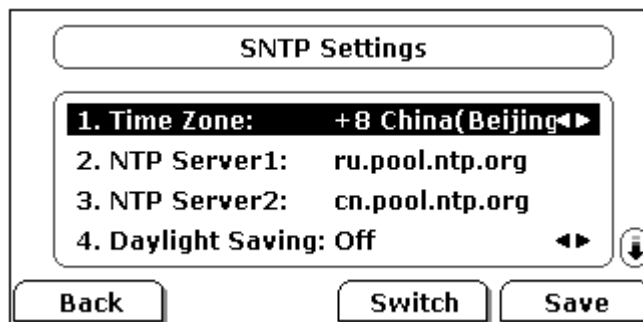 SNTP Settings
1. Time Zone: +8 China(Beijing
2. NTP Server1: ru.pool.ntp.org
3. NTP Server2: cn.pool.ntp.org
4. Daylight Saving: Off
Back Switch Save